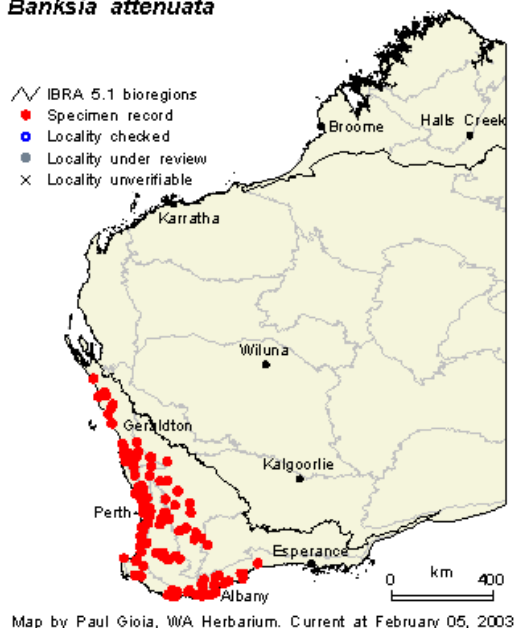 Banksia attenuata
IBRA 5.1 bioregions
Specimen record
Locality checked
Locality under review
Locality unverifiable
Broome
Halls Creek
Karratha
Wiluna
Geraldton
Kalgoorlie
Perth
Esperance
Albany
0 km 400
Map by Paul Gioia, WA Herbarium. Current at February 05, 2003